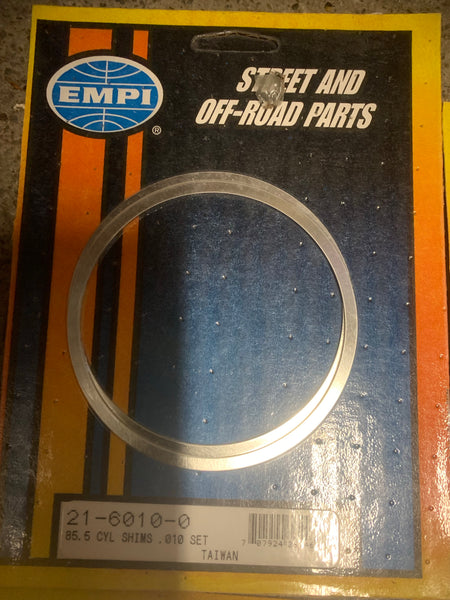 EMPI
®
STREET AND
OFF-ROAD PARTS
21-6010-0
85.5 CYL SHIMS .010 SET
TAIWAN